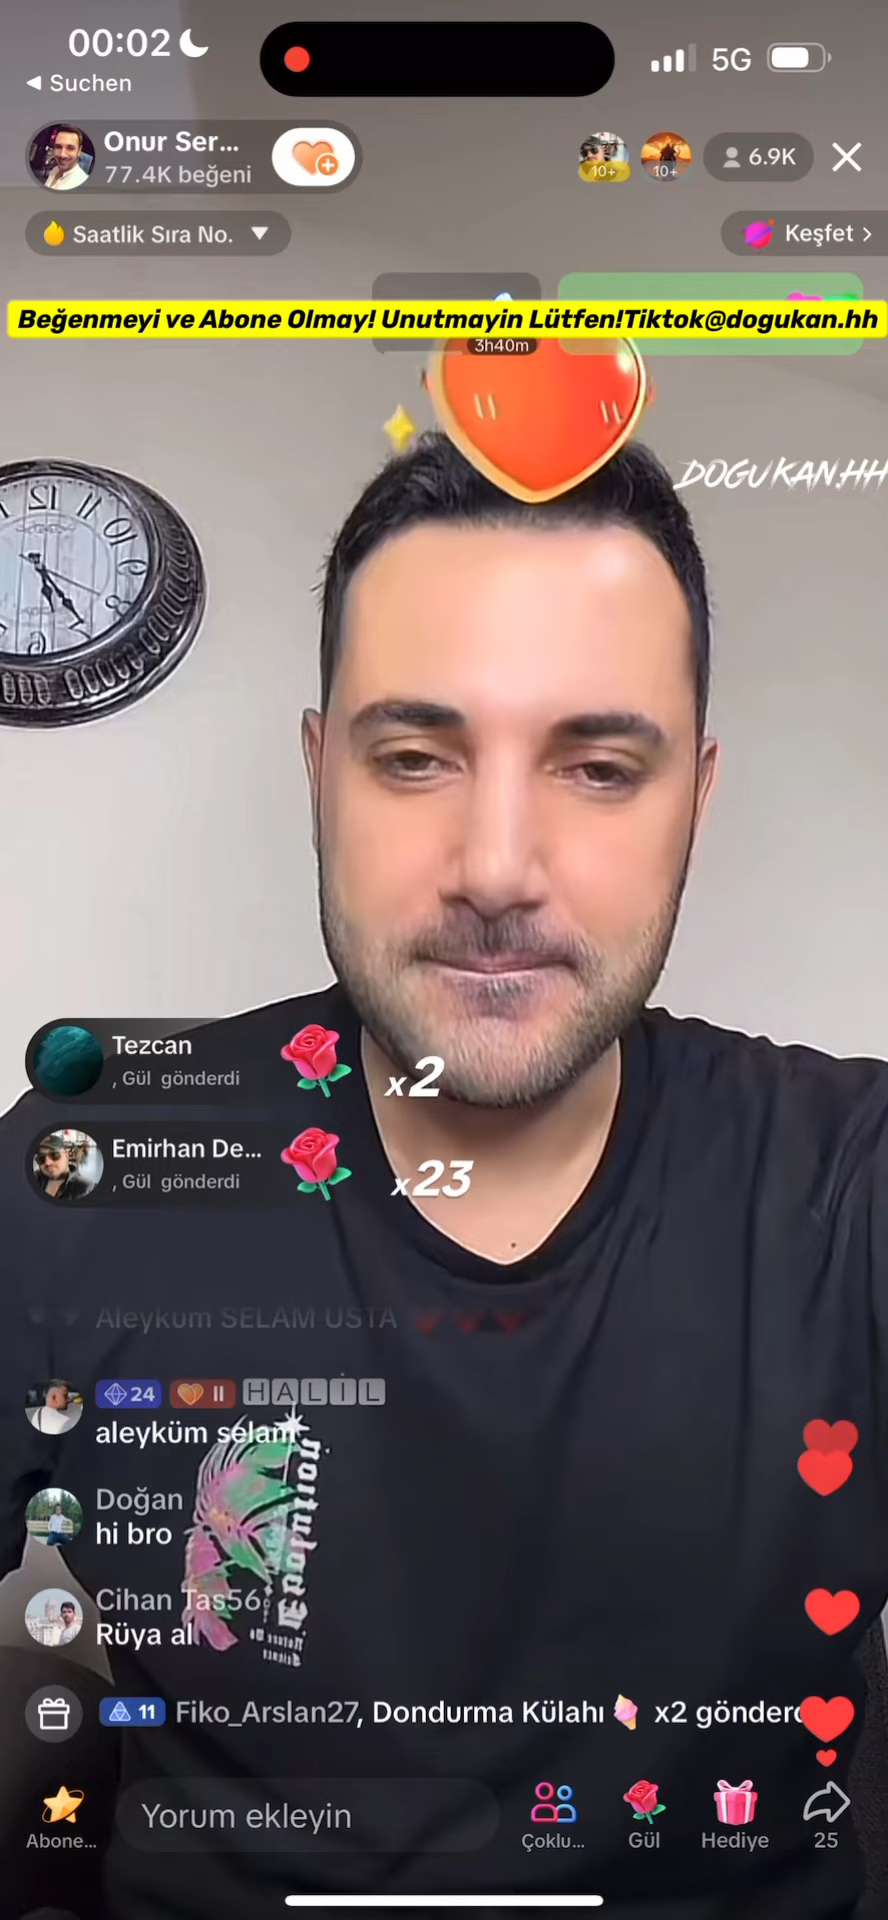 00:02
5G
◀ Suchen
Onur Ser...
77.4K beğeni
10+
10+
6.9K
Saatlik Sıra No.
Keşfet >
Beğenmeyi ve Abone Olmay! Unutmayin Lütfen!Tiktok@dogukan.hh
3h40m
DOGUKAN.HH
Tezcan
, Gül gönderdi
x2
Emirhan De...
, Gül gönderdi
x23
Aleykum SELAM USTA
24 II HALİL
aleyküm selam
Doğan
hi bro
Cihan Tas56
Rüya al
11 Fiko_Arslan27, Dondurma Külahı x2 gönderd
Abone...
Yorum ekleyin
Çoklu...
Gül
Hediye
25